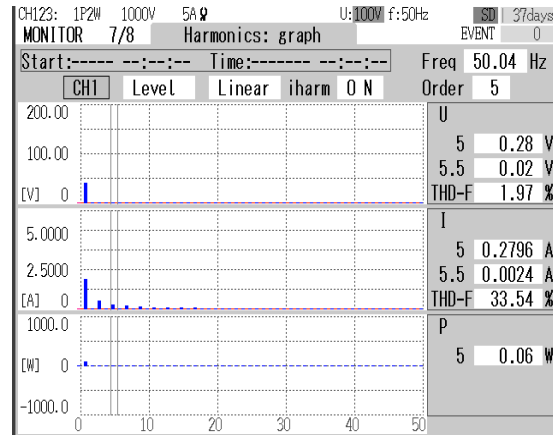 CH123: 1P2W 1000V 5A U:100V f:50Hz SD 37days
MONITOR 7/8 Harmonics: graph EVENT 0
Start:----- --:--:-- Time:------- --:--:-- Freq 50.04 Hz
CH1 Level Linear iharm ON Order 5
200.00
100.00
[V] 0
U
5 0.28 V
5.5 0.02 V
THD-F 1.97 %
5.0000
2.5000
[A] 0
I
5 0.2796 A
5.5 0.0024 A
THD-F 33.54 %
1000.0
[W] 0
-1000.0
P
5 0.06 W
0 10 20 30 40 50